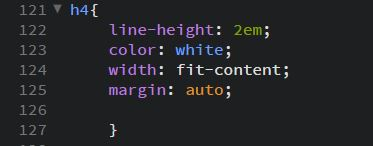 121 ▼ h4{
122 line-height: 2em;
123 color: white;
124 width: fit-content;
125 margin: auto;
126
127 }